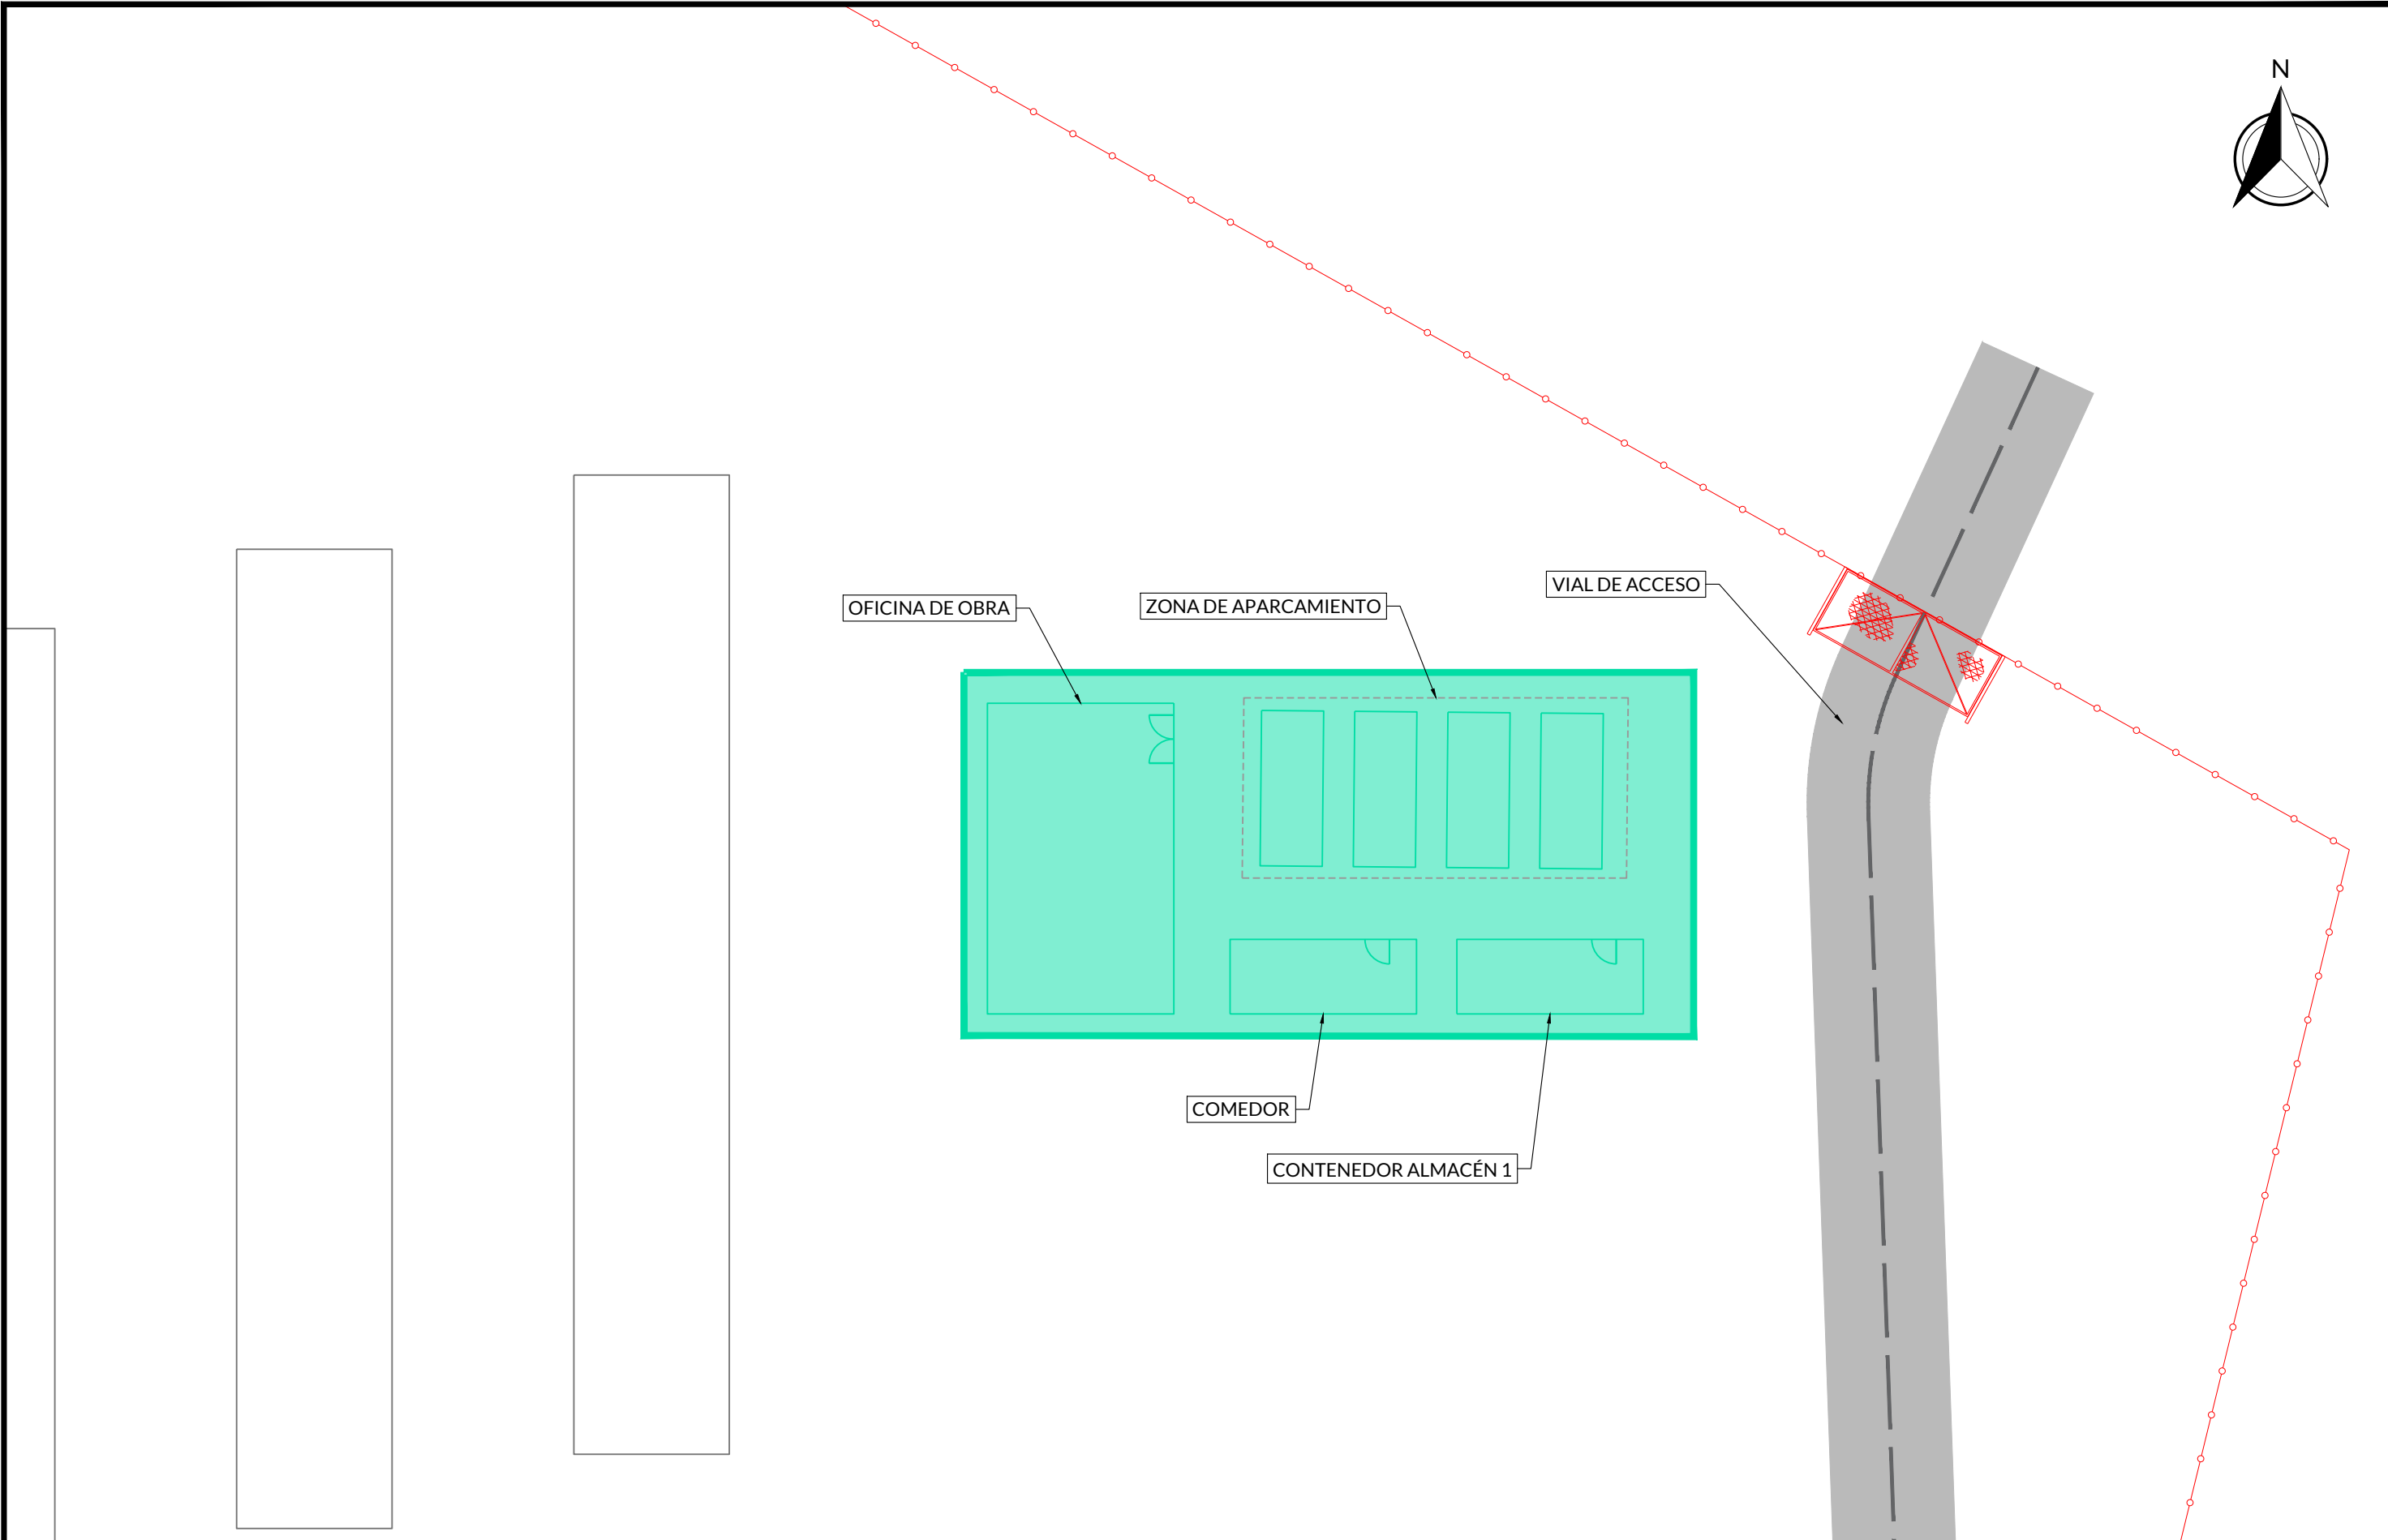 N
VIAL DE ACCESO
OFICINA DE OBRA
ZONA DE APARCAMIENTO
COMEDOR
CONTENEDOR ALMACÉN 1